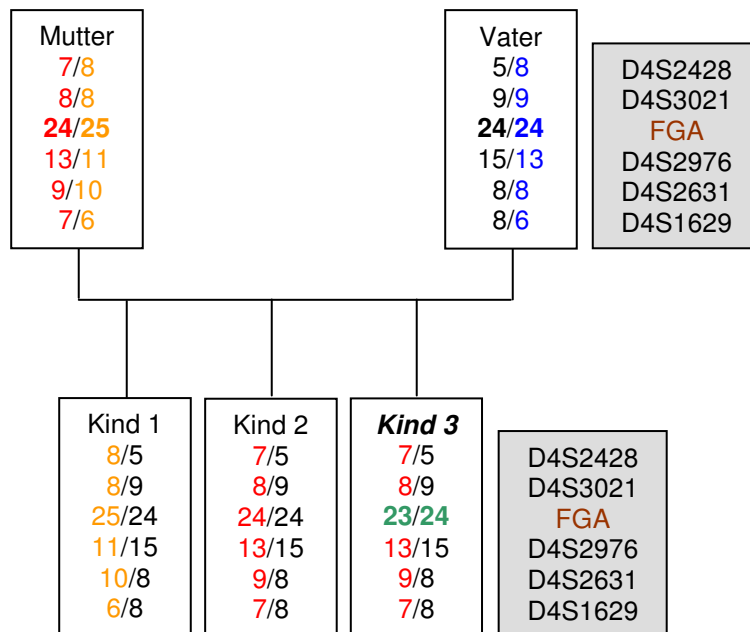 Mutter
7/8
8/8
24/25
13/11
9/10
7/6
Vater
5/8
9/9
24/24
15/13
8/8
8/6
D4S2428
D4S3021
FGA
D4S2976
D4S2631
D4S1629
Kind 1
8/5
8/9
25/24
11/15
10/8
6/8
Kind 2
7/5
8/9
24/24
13/15
9/8
7/8
Kind 3
7/5
8/9
23/24
13/15
9/8
7/8
D4S2428
D4S3021
FGA
D4S2976
D4S2631
D4S1629